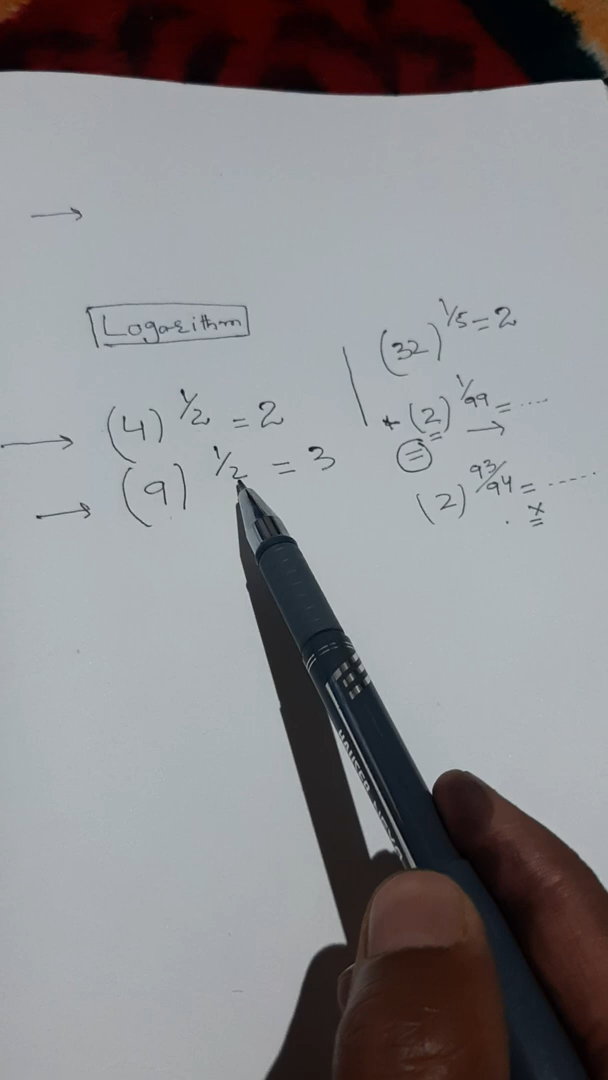 Logarithm
(4)^1/2 = 2
(9)^1/2 = 3
(32)^1/5 = 2
* (2)^1/99 = ....
=
(2)^93/94 = .....
x
HAUSER